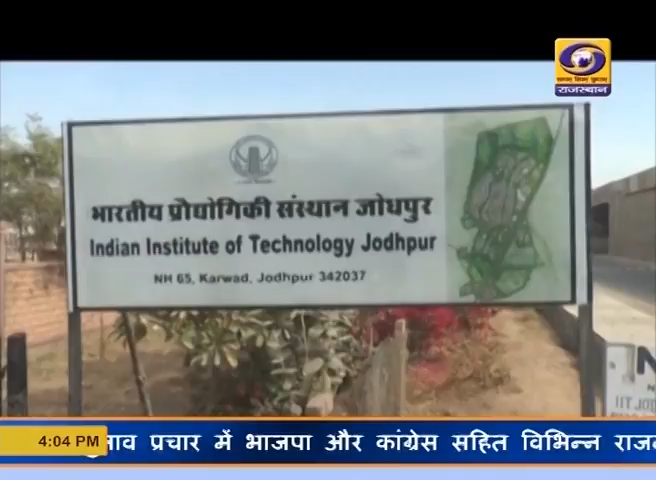 राजस्थान
भारतीय प्रौद्योगिकी संस्थान जोधपुर
Indian Institute of Technology Jodhpur
NH 65, Karwad, Jodhpur 342037
4:04 PM
प्रचार में भाजपा और कांग्रेस सहित विभिन्न